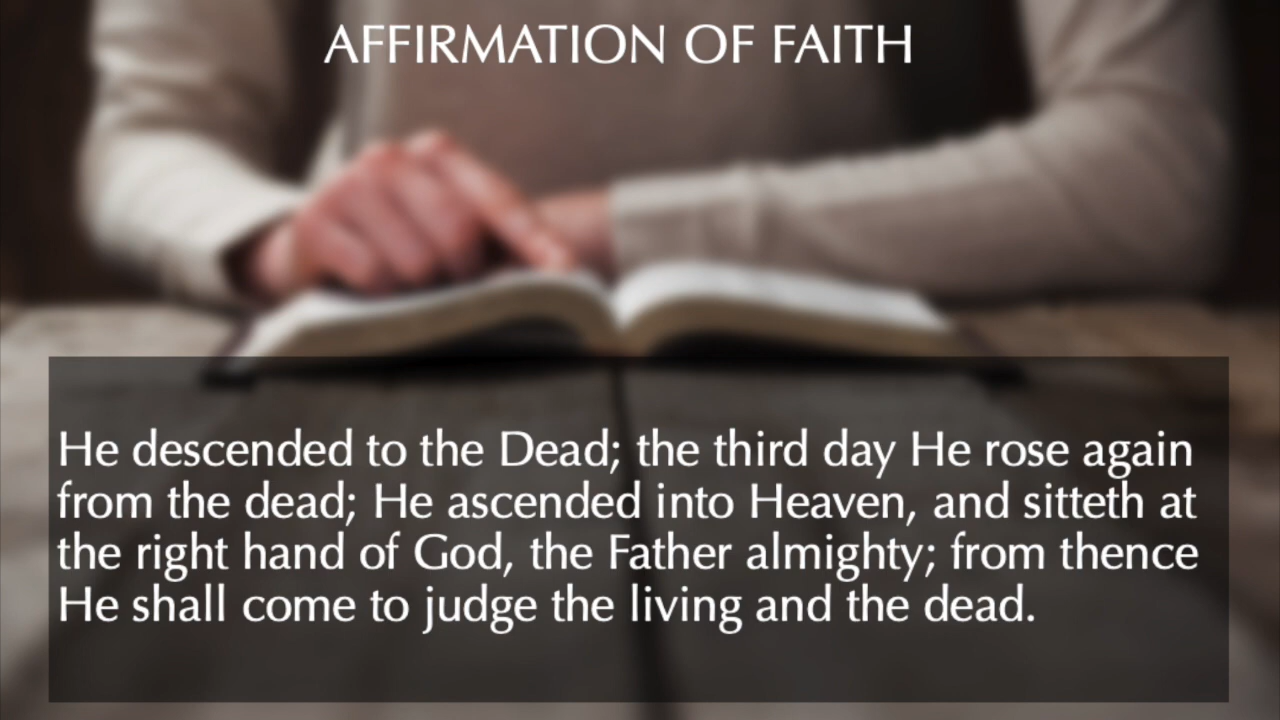 AFFIRMATION OF FAITH
He descended to the Dead; the third day He rose again
from the dead; He ascended into Heaven, and sitteth at
the right hand of God, the Father almighty; from thence
He shall come to judge the living and the dead.